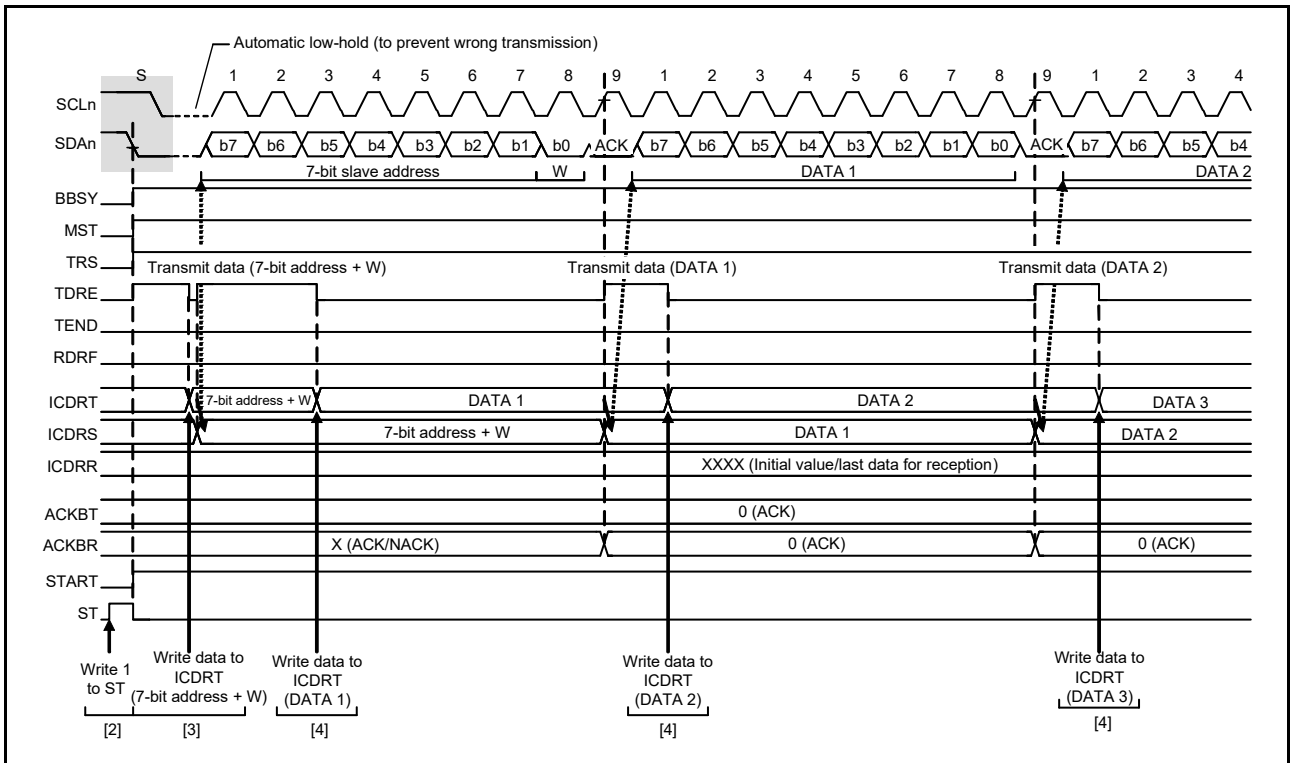 Automatic low-hold (to prevent wrong transmission)
S 1 2 3 4 5 6 7 8 9 1 2 3 4 5 6 7 8 9 1 2 3 4
SCLn
SDAn b7 b6 b5 b4 b3 b2 b1 b0 ACK b7 b6 b5 b4 b3 b2 b1 b0 ACK b7 b6 b5 b4
7-bit slave address W DATA 1 DATA 2
BBSY
MST
TRS
Transmit data (7-bit address + W) Transmit data (DATA 1) Transmit data (DATA 2)
TDRE
TEND
RDRF
ICDRT 7-bit address + W DATA 1 DATA 2 DATA 3
ICDRS 7-bit address + W DATA 1 DATA 2
ICDRR XXXX (Initial value/last data for reception)
ACKBT 0 (ACK)
ACKBR X (ACK/NACK) 0 (ACK) 0 (ACK)
START
ST
Write 1
to ST
[2]
Write data to
ICDRT
(7-bit address + W)
[3]
Write data to
ICDRT
(DATA 1)
[4]
Write data to
ICDRT
(DATA 2)
[4]
Write data to
ICDRT
(DATA 3)
[4]